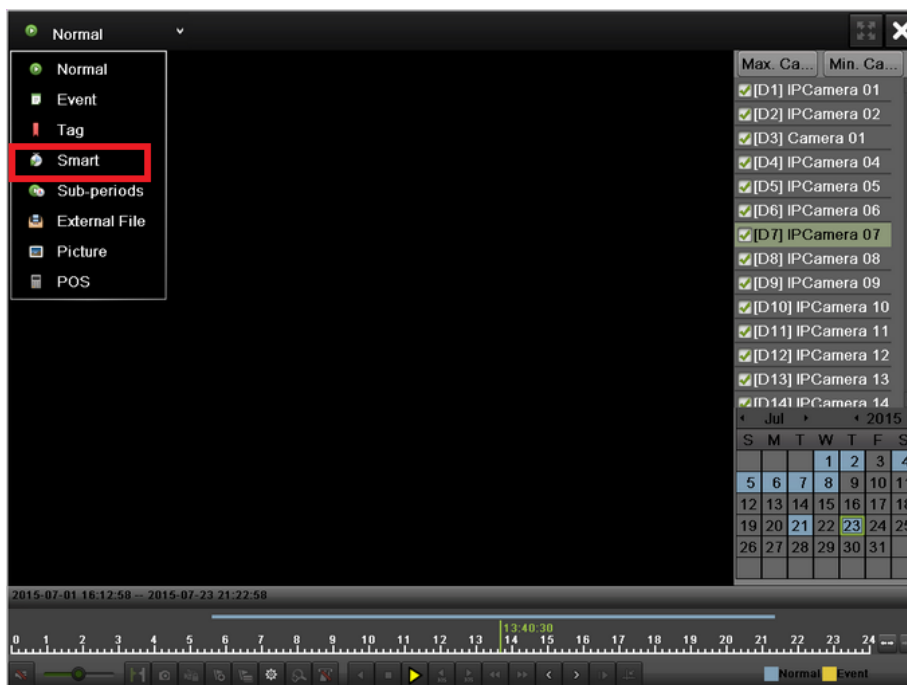 Normal
Normal
Event
Tag
Smart
Sub-periods
External File
Picture
POS
Max. Ca... Min. Ca...
[D1] IPCamera 01
[D2] IPCamera 02
[D3] Camera 01
[D4] IPCamera 04
[D5] IPCamera 05
[D6] IPCamera 06
[D7] IPCamera 07
[D8] IPCamera 08
[D9] IPCamera 09
[D10] IPCamera 10
[D11] IPCamera 11
[D12] IPCamera 12
[D13] IPCamera 13
[D14] IPCamera 14
Jul 2015
S M T W T F S
1 2 3 4
5 6 7 8 9 10 11
12 13 14 15 16 17 18
19 20 21 22 23 24 25
26 27 28 29 30 31
2015-07-01 16:12:58 -- 2015-07-23 21:22:58
13:40:30
0 1 2 3 4 5 6 7 8 9 10 11 12 13 14 15 16 17 18 19 20 21 22 23 24
Normal Event